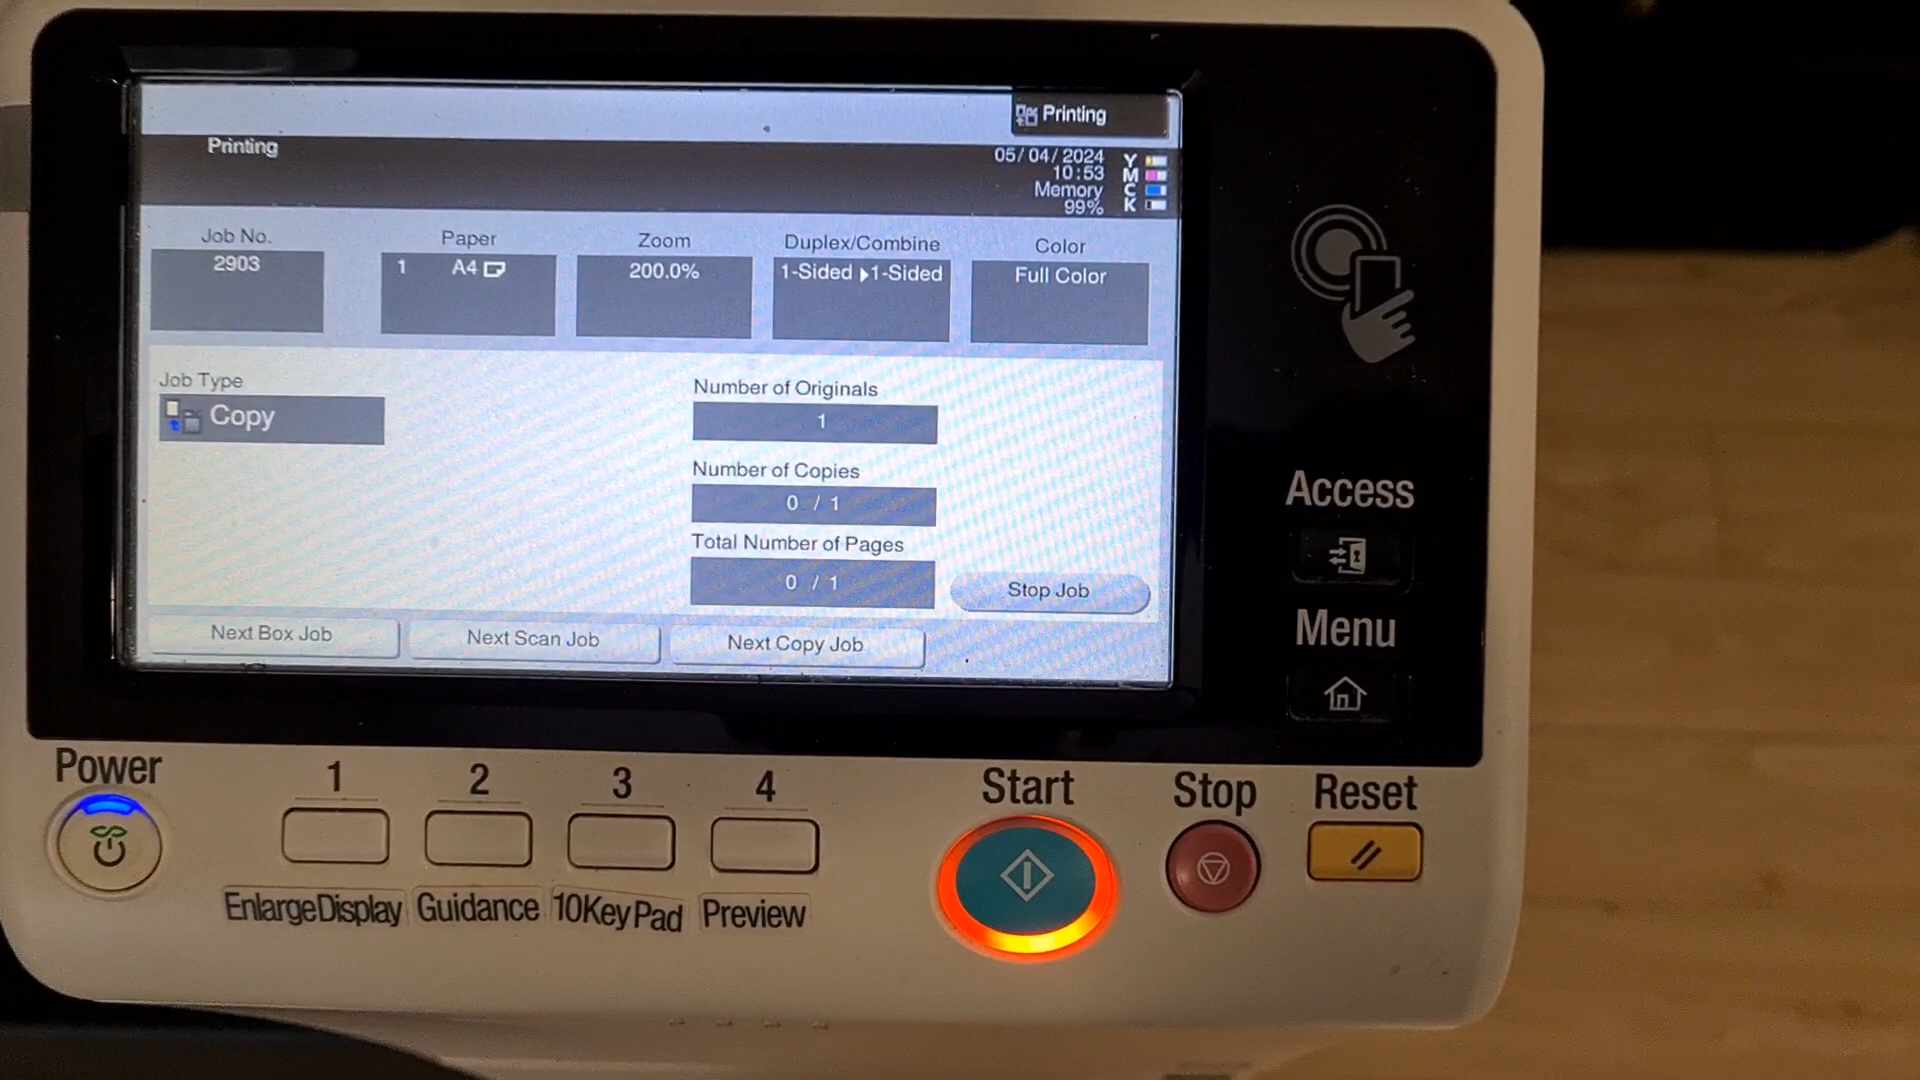 Printing
Printing
05/04/2024
10:53
Memory
99%
Y
M
C
K
Job No.
2903
Paper
1 A4
Zoom
200.0%
Duplex/Combine
1-Sided ▶1-Sided
Color
Full Color
Job Type
Copy
Number of Originals
1
Number of Copies
0 / 1
Total Number of Pages
0 / 1
Stop Job
Next Box Job
Next Scan Job
Next Copy Job
Access
Menu
Power
1
2
3
4
Start
Stop
Reset
Enlarge Display
Guidance
10 Key Pad
Preview